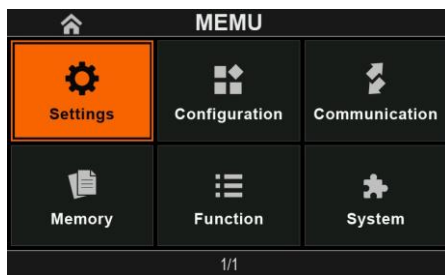 MEMU
Settings
Configuration
Communication
Memory
Function
System
1/1